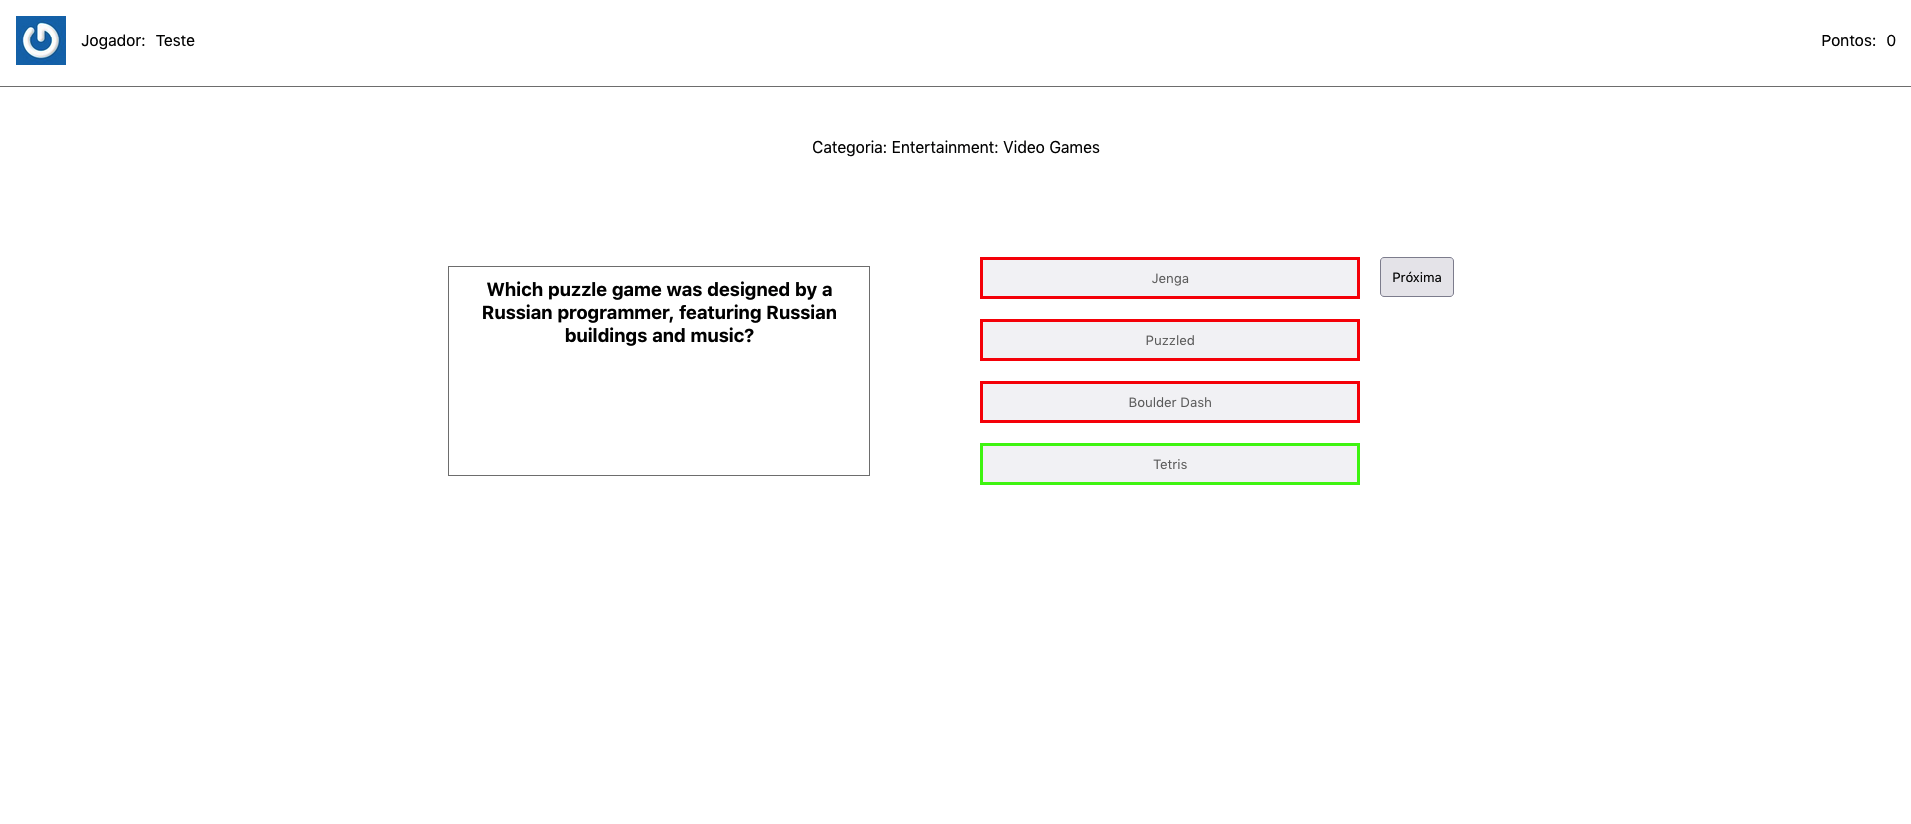 Jogador: Teste
Pontos: 0
Categoria: Entertainment: Video Games
Which puzzle game was designed by a
Russian programmer, featuring Russian
buildings and music?
Jenga
Próxima
Puzzled
Boulder Dash
Tetris